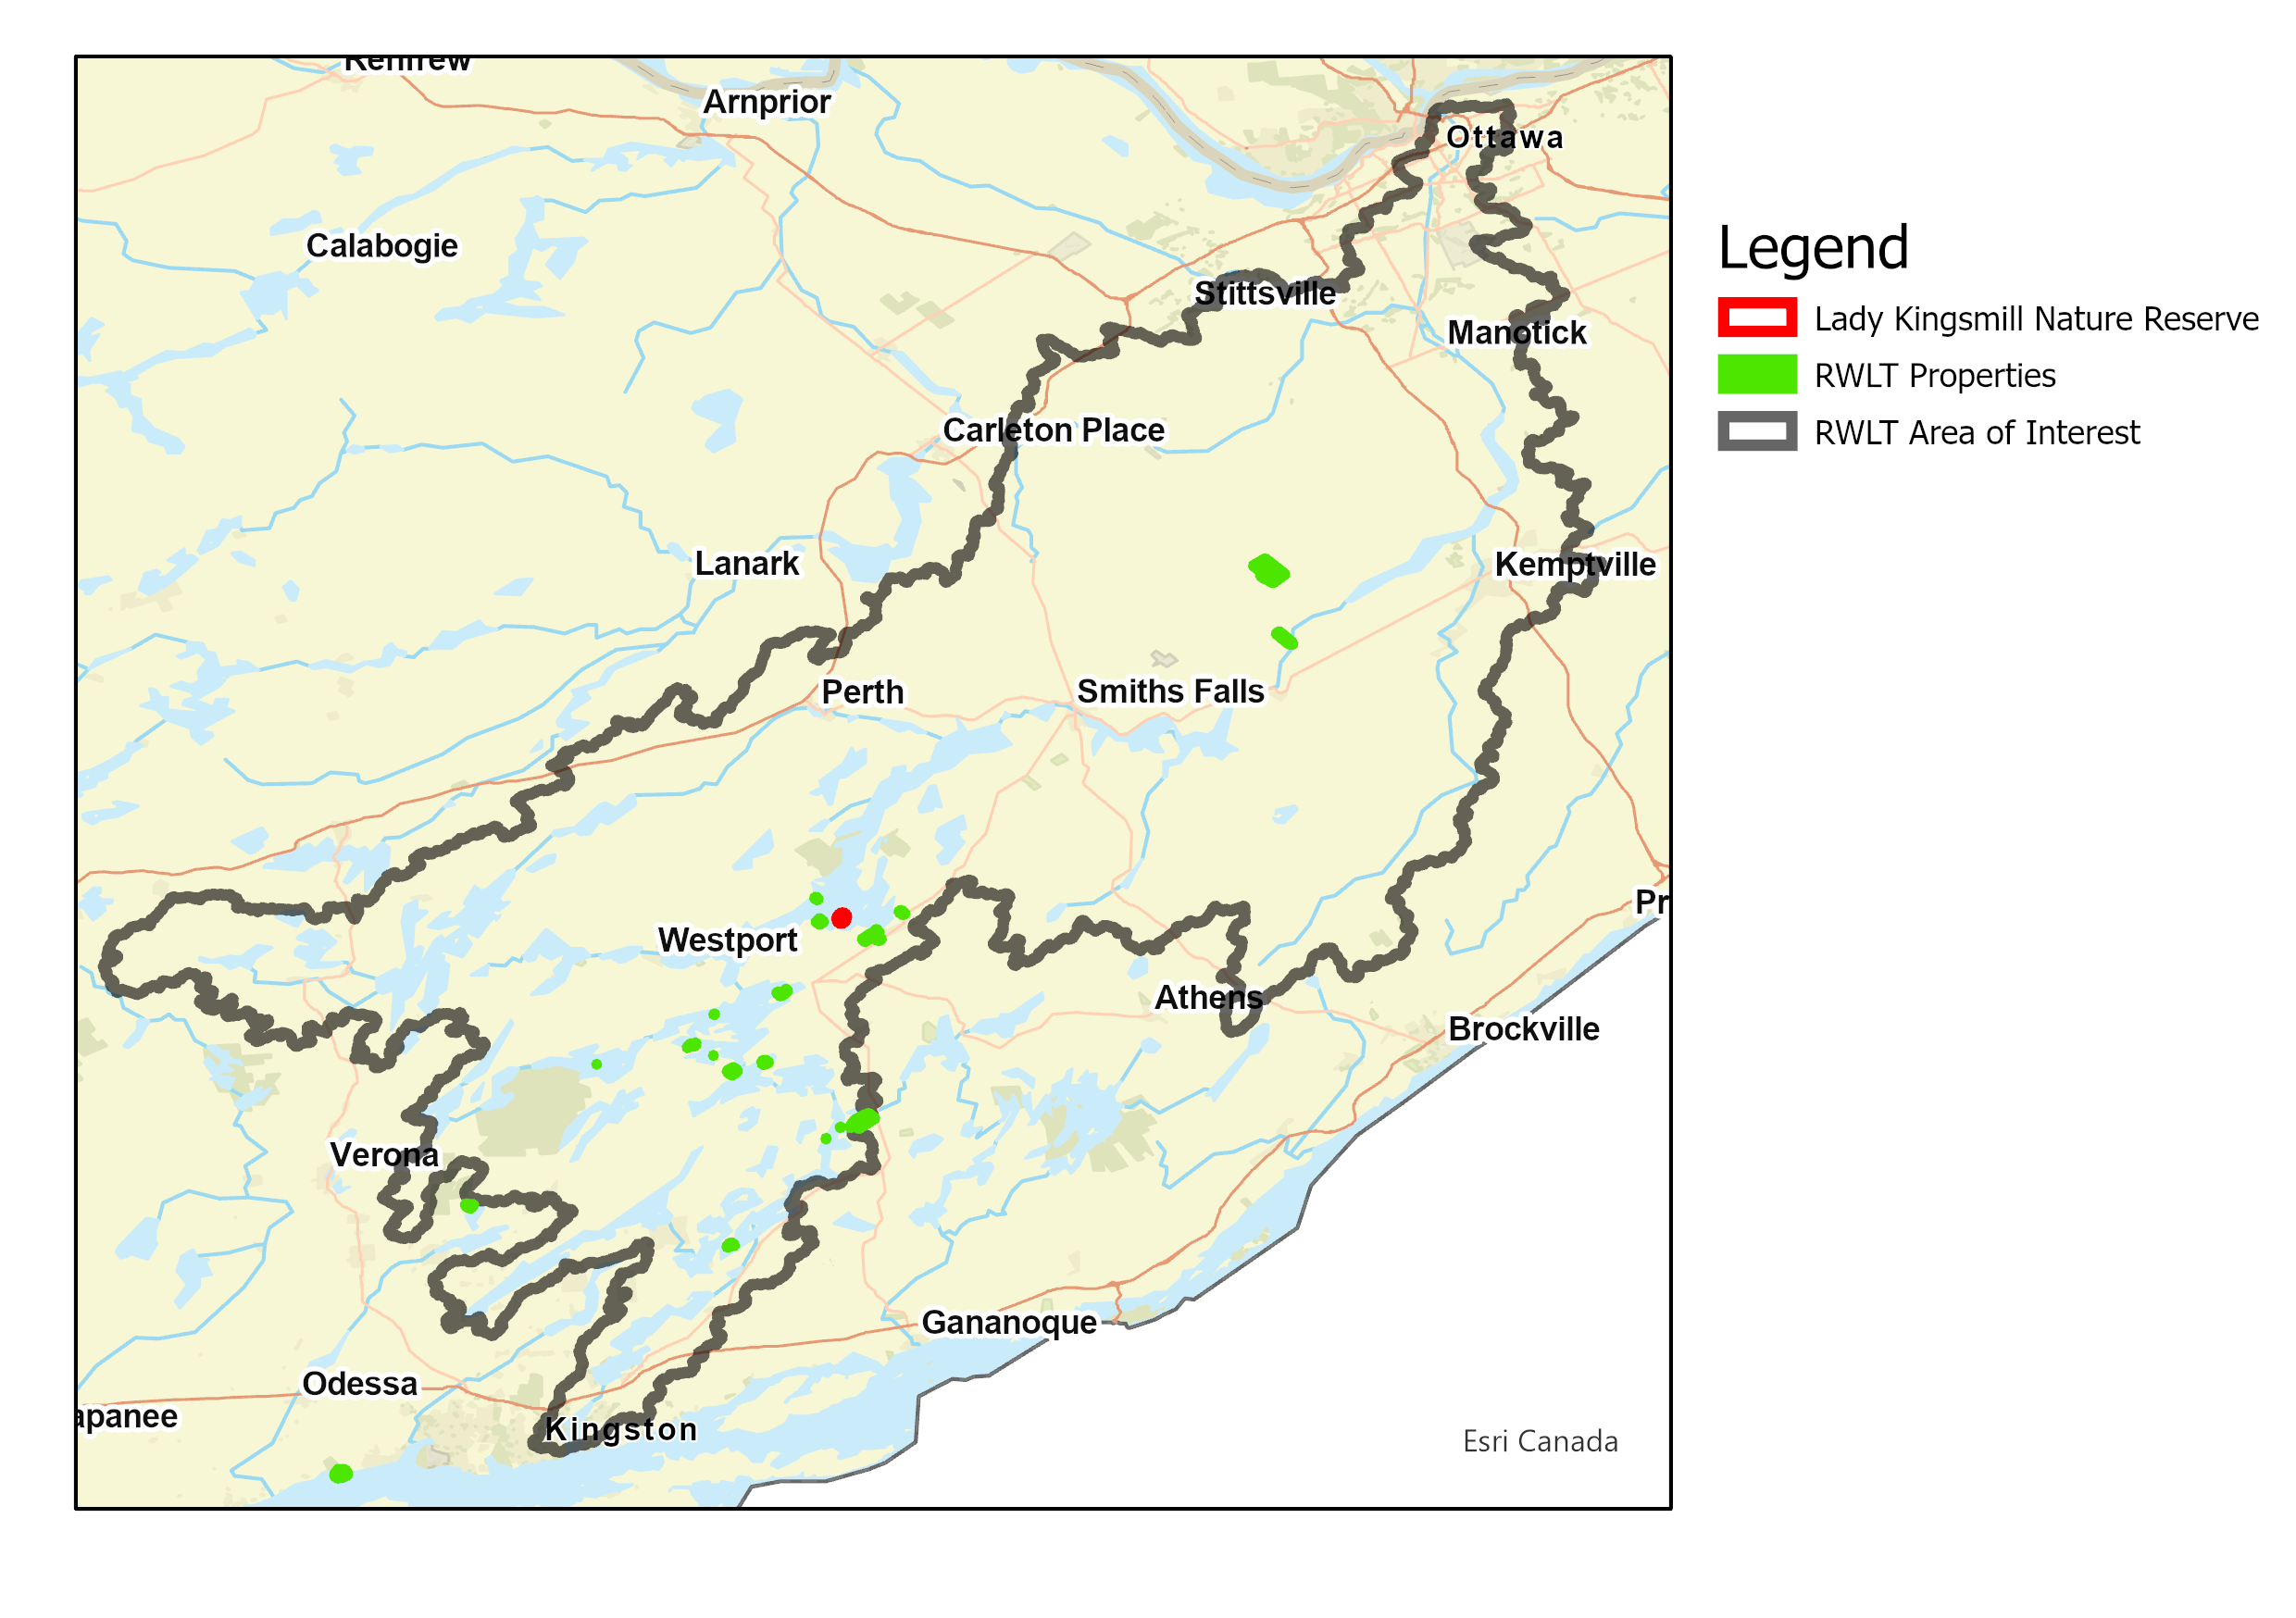 Renfrew
Arnprior
Ottawa
Calabogie
Stittsville
Manotick
Carleton Place
Lanark
Kemptville
Perth
Smiths Falls
Pr
Westport
Athens
Brockville
Verona
Gananoque
Odessa
apanee
Kingston
Esri Canada
Legend
Lady Kingsmill Nature Reserve
RWLT Properties
RWLT Area of Interest